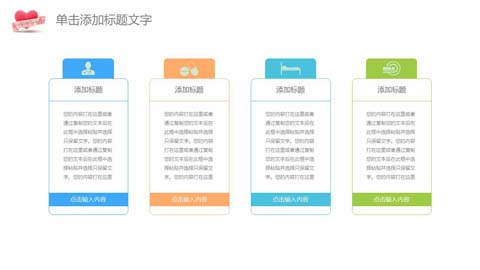 单击添加标题文字
添加标题
您的内容打在这里或者
通过复制您的文本后在
此框中选择粘贴并选择
只保留文字。您的内容
打在这里或者通过复制
您的文本后在此框中选
择粘贴并选择只保留文
字。您的内容打在这里
点击输入内容
添加标题
您的内容打在这里或者
通过复制您的文本后在
此框中选择粘贴并选择
只保留文字。您的内容
打在这里或者通过复制
您的文本后在此框中选
择粘贴并选择只保留文
字。您的内容打在这里
点击输入内容
添加标题
您的内容打在这里或者
通过复制您的文本后在
此框中选择粘贴并选择
只保留文字。您的内容
打在这里或者通过复制
您的文本后在此框中选
择粘贴并选择只保留文
字。您的内容打在这里
点击输入内容
添加标题
您的内容打在这里或者
通过复制您的文本后在
此框中选择粘贴并选择
只保留文字。您的内容
打在这里或者通过复制
您的文本后在此框中选
择粘贴并选择只保留文
字。您的内容打在这里
点击输入内容